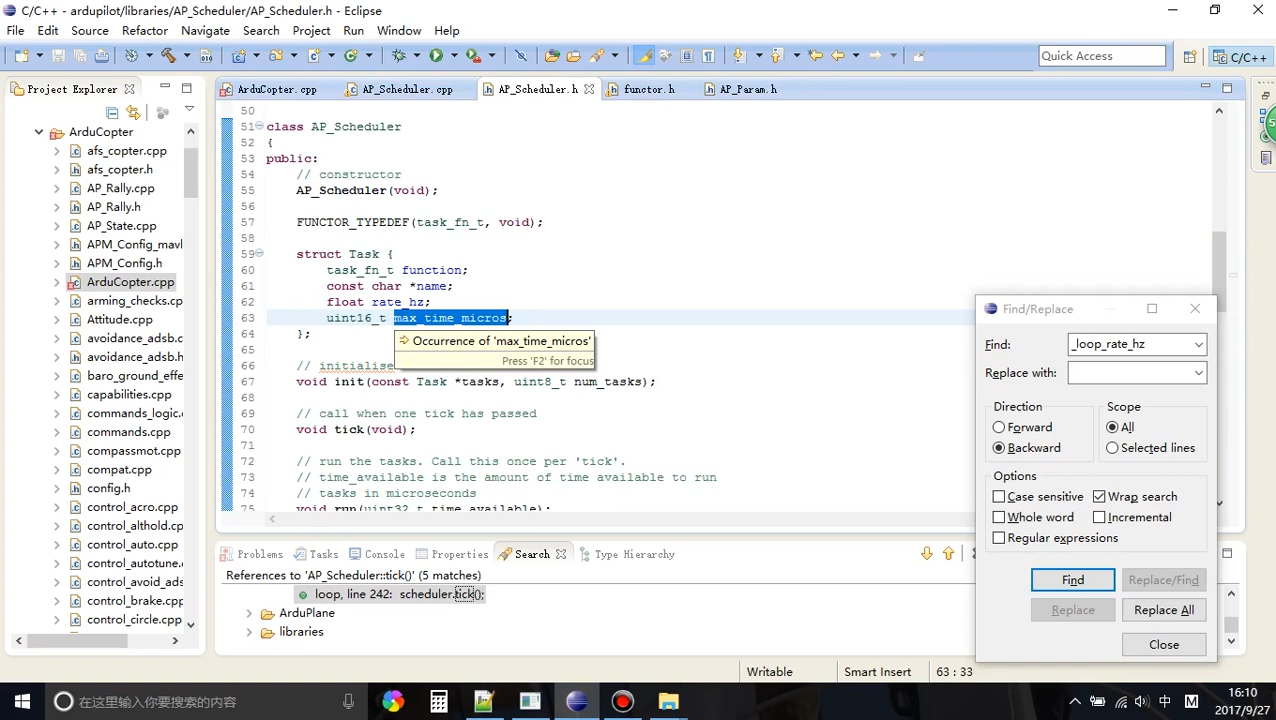 C/C++ - ardupilot/libraries/AP_Scheduler/AP_Scheduler.h - Eclipse
File Edit Source Refactor Navigate Search Project Run Window Help
Quick Access
C/C++
Project Explorer
ArduCopter.cpp
AP_Scheduler.cpp
AP_Scheduler.h
functor.h
AP_Param.h
ArduCopter
afs_copter.cpp
afs_copter.h
AP_Rally.cpp
AP_Rally.h
AP_State.cpp
APM_Config_mavl
APM_Config.h
ArduCopter.cpp
arming_checks.cp
Attitude.cpp
avoidance_adsb.c
avoidance_adsb.h
baro_ground_effe
capabilities.cpp
commands_logic.
commands.cpp
compassmot.cpp
compat.cpp
config.h
control_acro.cpp
control_althold.cp
control_auto.cpp
control_autotune.
control_avoid_ads
control_brake.cpp
control_circle.cpp
50
51 class AP_Scheduler
52 {
53 public:
54 // constructor
55 AP_Scheduler(void);
56
57 FUNCTOR_TYPEDEF(task_fn_t, void);
58
59 struct Task {
60 task_fn_t function;
61 const char *name;
62 float rate_hz;
63 uint16_t max_time_micros;
64 };
Occurrence of 'max_time_micros'
Press 'F2' for focus
66 // initialise
67 void init(const Task *tasks, uint8_t num_tasks);
68
69 // call when one tick has passed
70 void tick(void);
71
72 // run the tasks. Call this once per 'tick'.
73 // time_available is the amount of time available to run
74 // tasks in microseconds
75 void run(uint32_t time_available);
Find/Replace
Find: _loop_rate_hz
Replace with:
Direction
Forward
Backward
Scope
All
Selected lines
Options
Case sensitive
Wrap search
Whole word
Incremental
Regular expressions
Find
Replace/Find
Replace
Replace All
Close
Problems Tasks Console Properties Search Type Hierarchy
References to 'AP_Scheduler::tick()' (5 matches)
loop, line 242: scheduler.tick();
ArduPlane
libraries
Writable
Smart Insert
63 : 33
在这里输入你要搜索的内容
中
M
16:10
2017/9/27